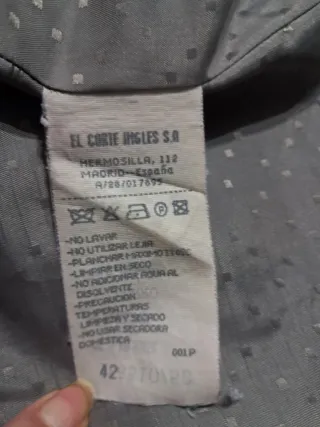 EL CORTE INGLES S.A
HERMOSILLA, 112
MADRID-España
A/28/017895
P
-NO LAVAR
-NO UTILIZAR LEJIA
-PLANCHAR MAXIMO
-LIMPIAR EN SECO
-NO ADICIONAR AGUA AL
DISOLVENTE
-PRECAUCION
TEMPERATURAS
LIMPIEZA Y SECADO
-NO USAR SECADORA
DOMESTICA
001P
42